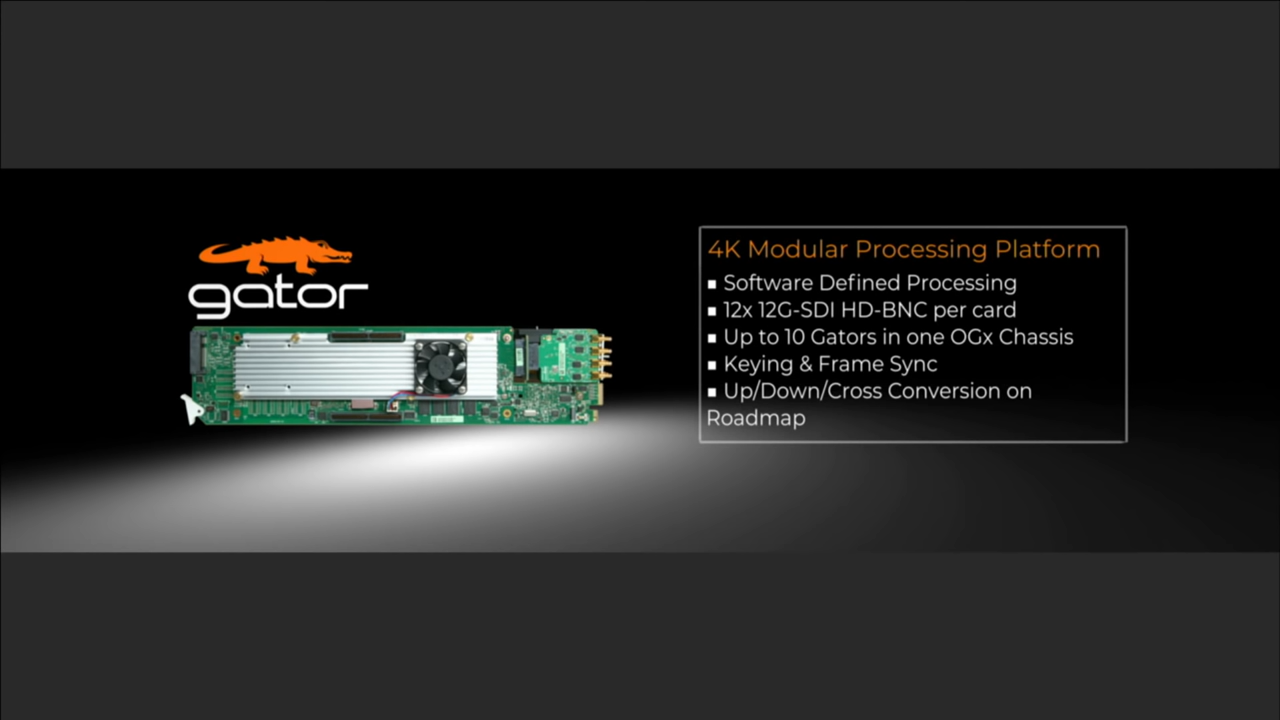 gator
4K Modular Processing Platform
▪ Software Defined Processing
▪ 12x 12G-SDI HD-BNC per card
▪ Up to 10 Gators in one OGx Chassis
▪ Keying & Frame Sync
▪ Up/Down/Cross Conversion on
Roadmap